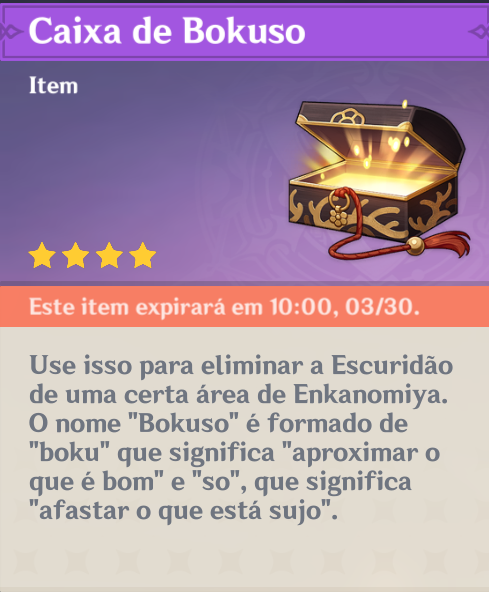 Caixa de Bokuso
Item
Este item expirará em 10:00, 03/30.
Use isso para eliminar a Escuridão
de uma certa área de Enkanomiya.
O nome "Bokuso" é formado de
"boku" que significa "aproximar o
que é bom" e "so", que significa
"afastar o que está sujo".